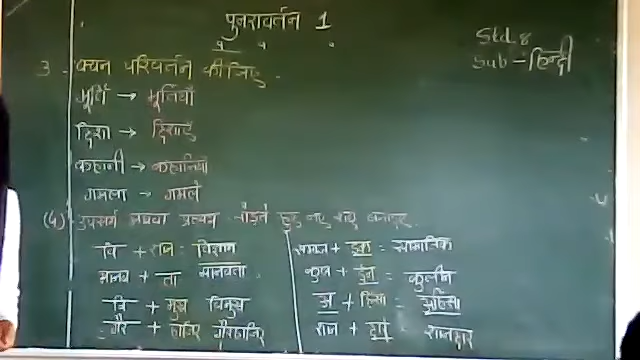 पुनरावर्तन 1
Std. 8
Sub - हिन्दी
3 - वचन परिवर्तन कीजिए.
मूर्ति → मूर्तियाँ
दिशा → दिशाएँ
कहानी → कहानियाँ
गमला → गमले
(4) उपसर्ग अथवा प्रत्यय जोड़ते हुए नए शब्द बनाइए.
वि + ज्ञान = विज्ञान
मानव + ता मानवता
वि + मुख विमुख
गैर + हाजिर गैरहाजिर
समाज + इक = सामाजिक
कुल + ईन = कुलीन
अ + हिंसा = अहिंसा
राज + द्वार राजद्वार